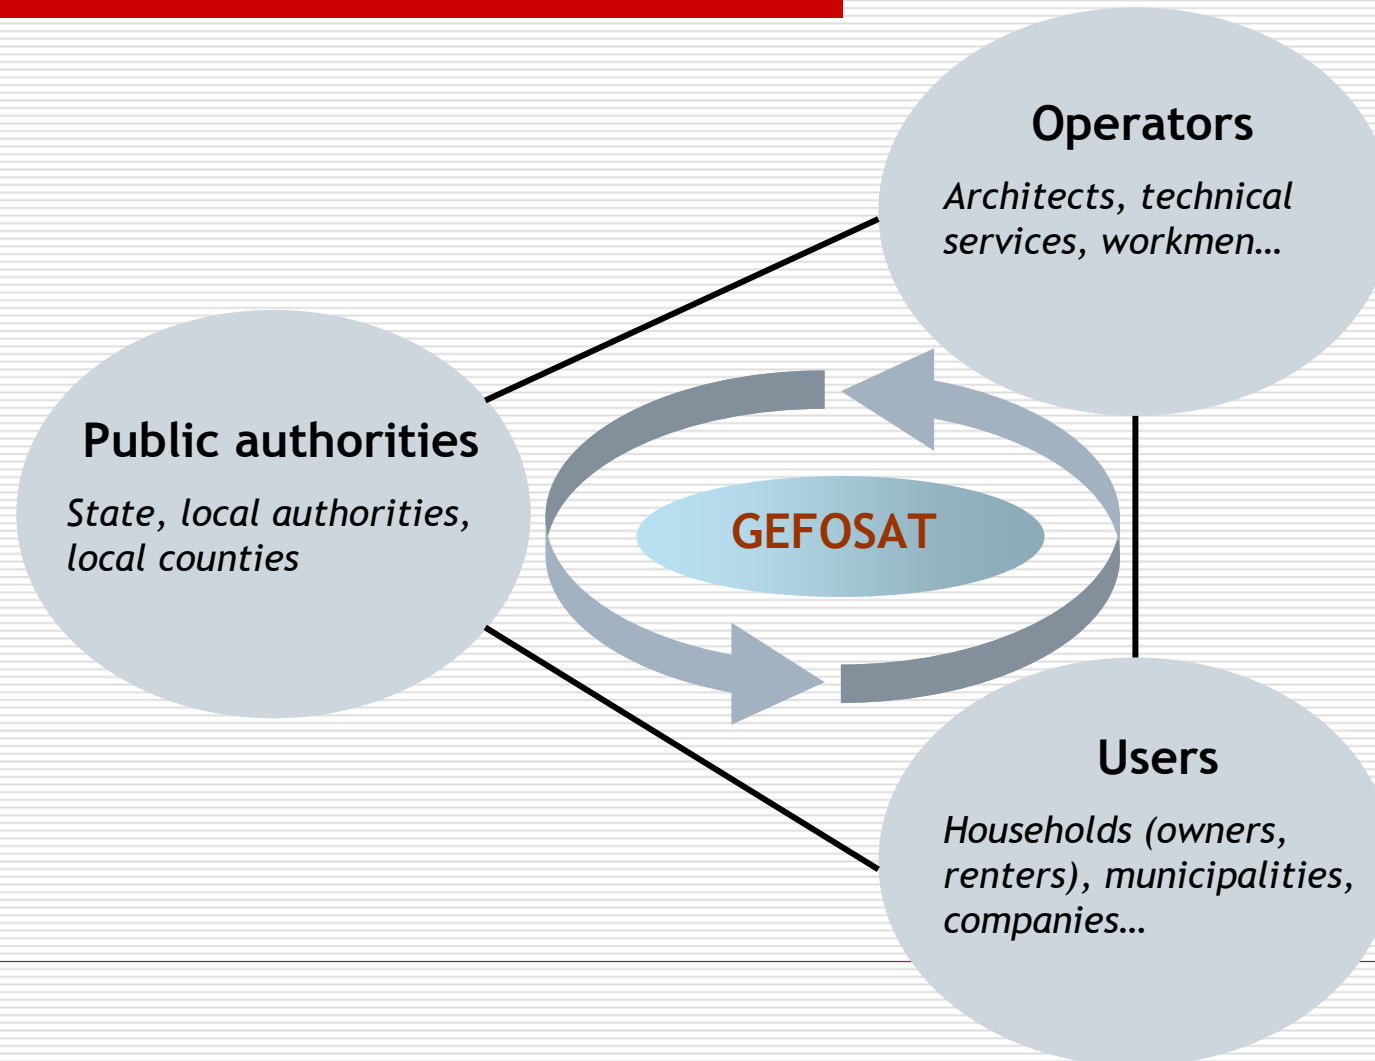 Operators
Architects, technical
services, workmen…
Public authorities
State, local authorities,
local counties
GEFOSAT
Users
Households (owners,
renters), municipalities,
companies…